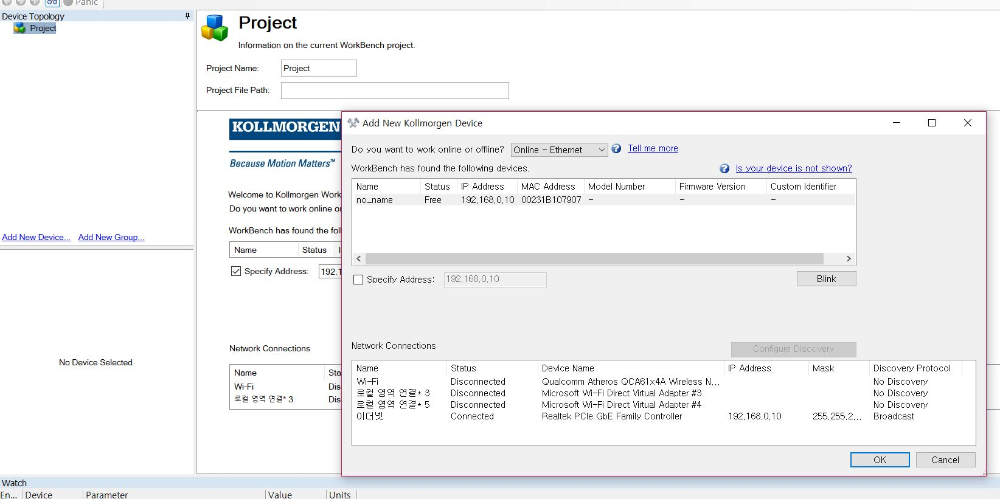 Panic
Device Topology
Project
Project
Information on the current WorkBench project.
Project Name: Project
Project File Path:
KOLLMORGEN
Because Motion Matters™
Welcome to Kollmorgen Work
Do you want to work online or
WorkBench has found the foll
Name Status I
Specify Address: 192.1
Network Connections
Name Sta
Wi-Fi Dis
로컬 영역 연결* 3 Dis
Add New Device... Add New Group...
No Device Selected
Add New Kollmorgen Device
Do you want to work online or offline? Online - Ethernet Tell me more
WorkBench has found the following devices. Is your device is not shown?
Name Status IP Address MAC Address Model Number Firmware Version Custom Identifier
no_name Free 192.168.0.10 00231B107907 - - -
Specify Address: 192.168.0.10 Blink
Network Connections Configure Discovery
Name Status Device Name IP Address Mask Discovery Protocol
Wi-Fi Disconnected Qualcomm Atheros QCA61x4A Wireless N... No Discovery
로컬 영역 연결* 3 Disconnected Microsoft Wi-Fi Direct Virtual Adapter #3 No Discovery
로컬 영역 연결* 5 Disconnected Microsoft Wi-Fi Direct Virtual Adapter #4 No Discovery
이더넷 Connected Realtek PCIe GbE Family Controller 192.168.0.10 255.255.2... Broadcast
OK Cancel
Watch
En... Device Parameter Value Units